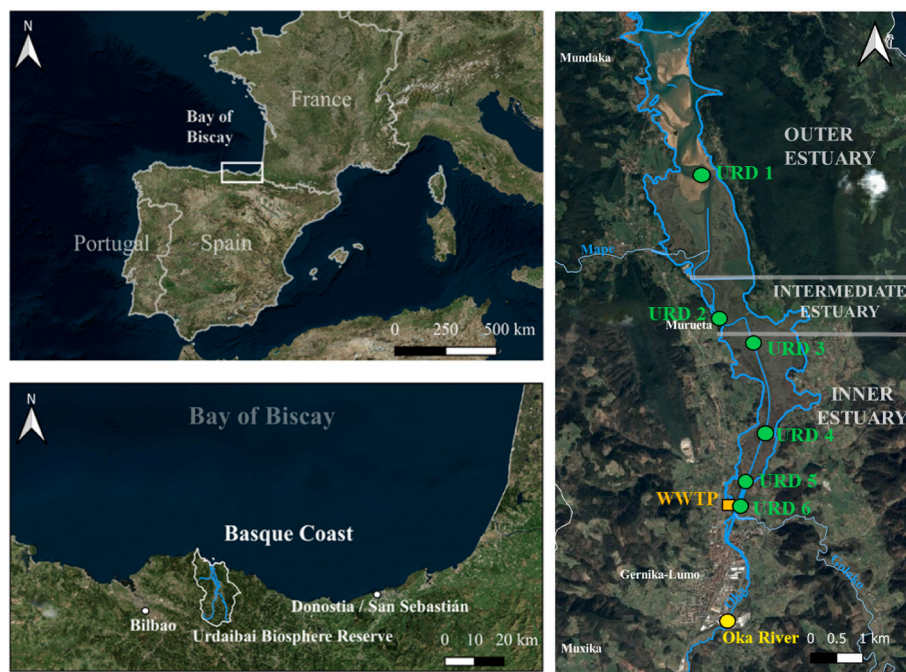 N
France
Bay of
Biscay
Portugal
Spain
0 250 500 km
N
Bay of Biscay
Basque Coast
Donostia / San Sebastián
Bilbao
Urdaibai Biosphere Reserve
0 10 20 km
N
Mundaka
OUTER
ESTUARY
URD 1
Mape
INTERMEDIATE
ESTUARY
URD 2
Murueta
URD 3
INNER
ESTUARY
URD 4
URD 5
WWTP
URD 6
Gernika-Lumo
Oka
Golako
Oka River
Muxika
0 0.5 1 km